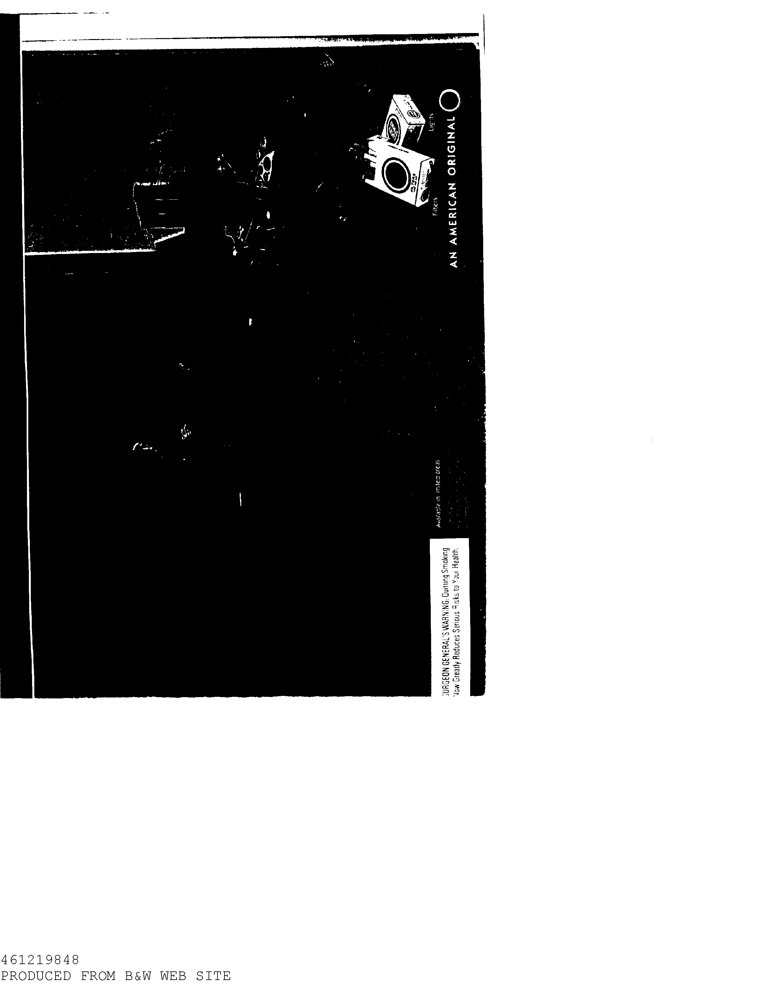 Lights
Filters
AN AMERICAN ORIGINAL
Available in limited areas
SURGEON GENERAL'S WARNING: Quitting Smoking
Now Greatly Reduces Serious Risks to Your Health.
461219848
PRODUCED FROM B&W WEB SITE